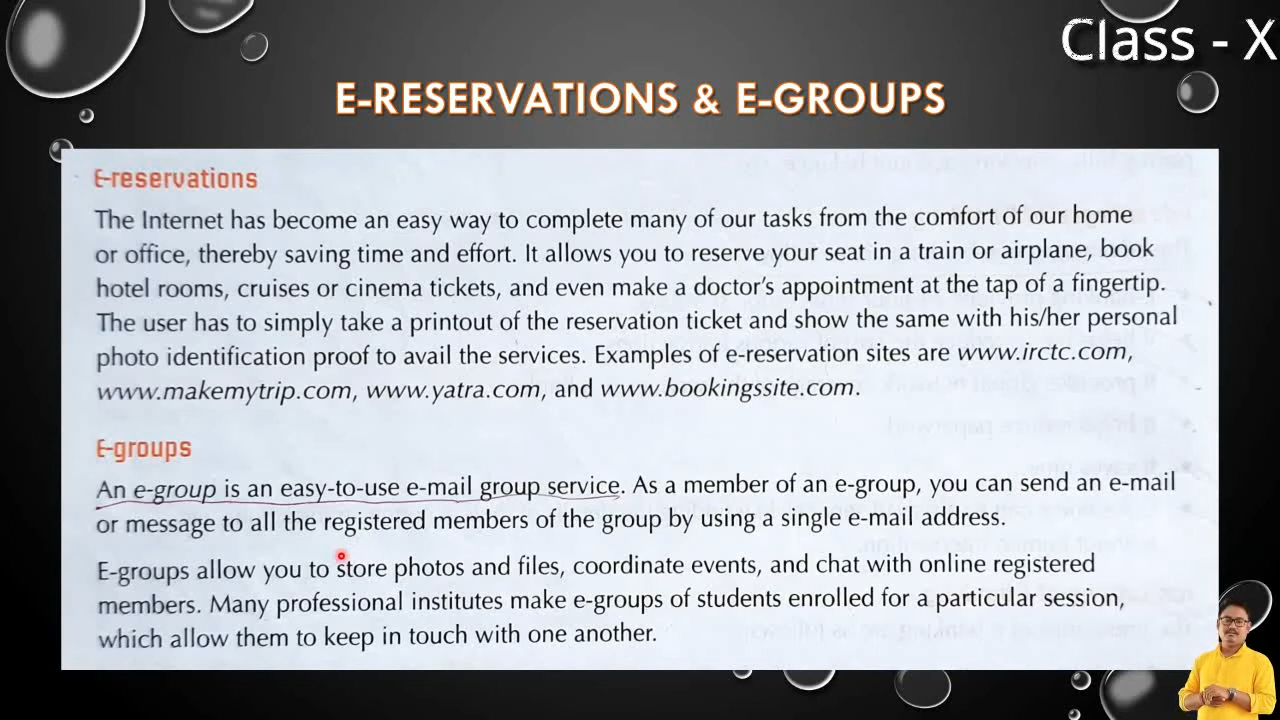 Class - X
E-RESERVATIONS & E-GROUPS
E-reservations
The Internet has become an easy way to complete many of our tasks from the comfort of our home
or office, thereby saving time and effort. It allows you to reserve your seat in a train or airplane, book
hotel rooms, cruises or cinema tickets, and even make a doctor's appointment at the tap of a fingertip.
The user has to simply take a printout of the reservation ticket and show the same with his/her personal
photo identification proof to avail the services. Examples of e-reservation sites are www.irctc.com,
www.makemytrip.com, www.yatra.com, and www.bookingssite.com.
E-groups
An e-group is an easy-to-use e-mail group service. As a member of an e-group, you can send an e-mail
or message to all the registered members of the group by using a single e-mail address.
E-groups allow you to store photos and files, coordinate events, and chat with online registered
members. Many professional institutes make e-groups of students enrolled for a particular session,
which allow them to keep in touch with one another.